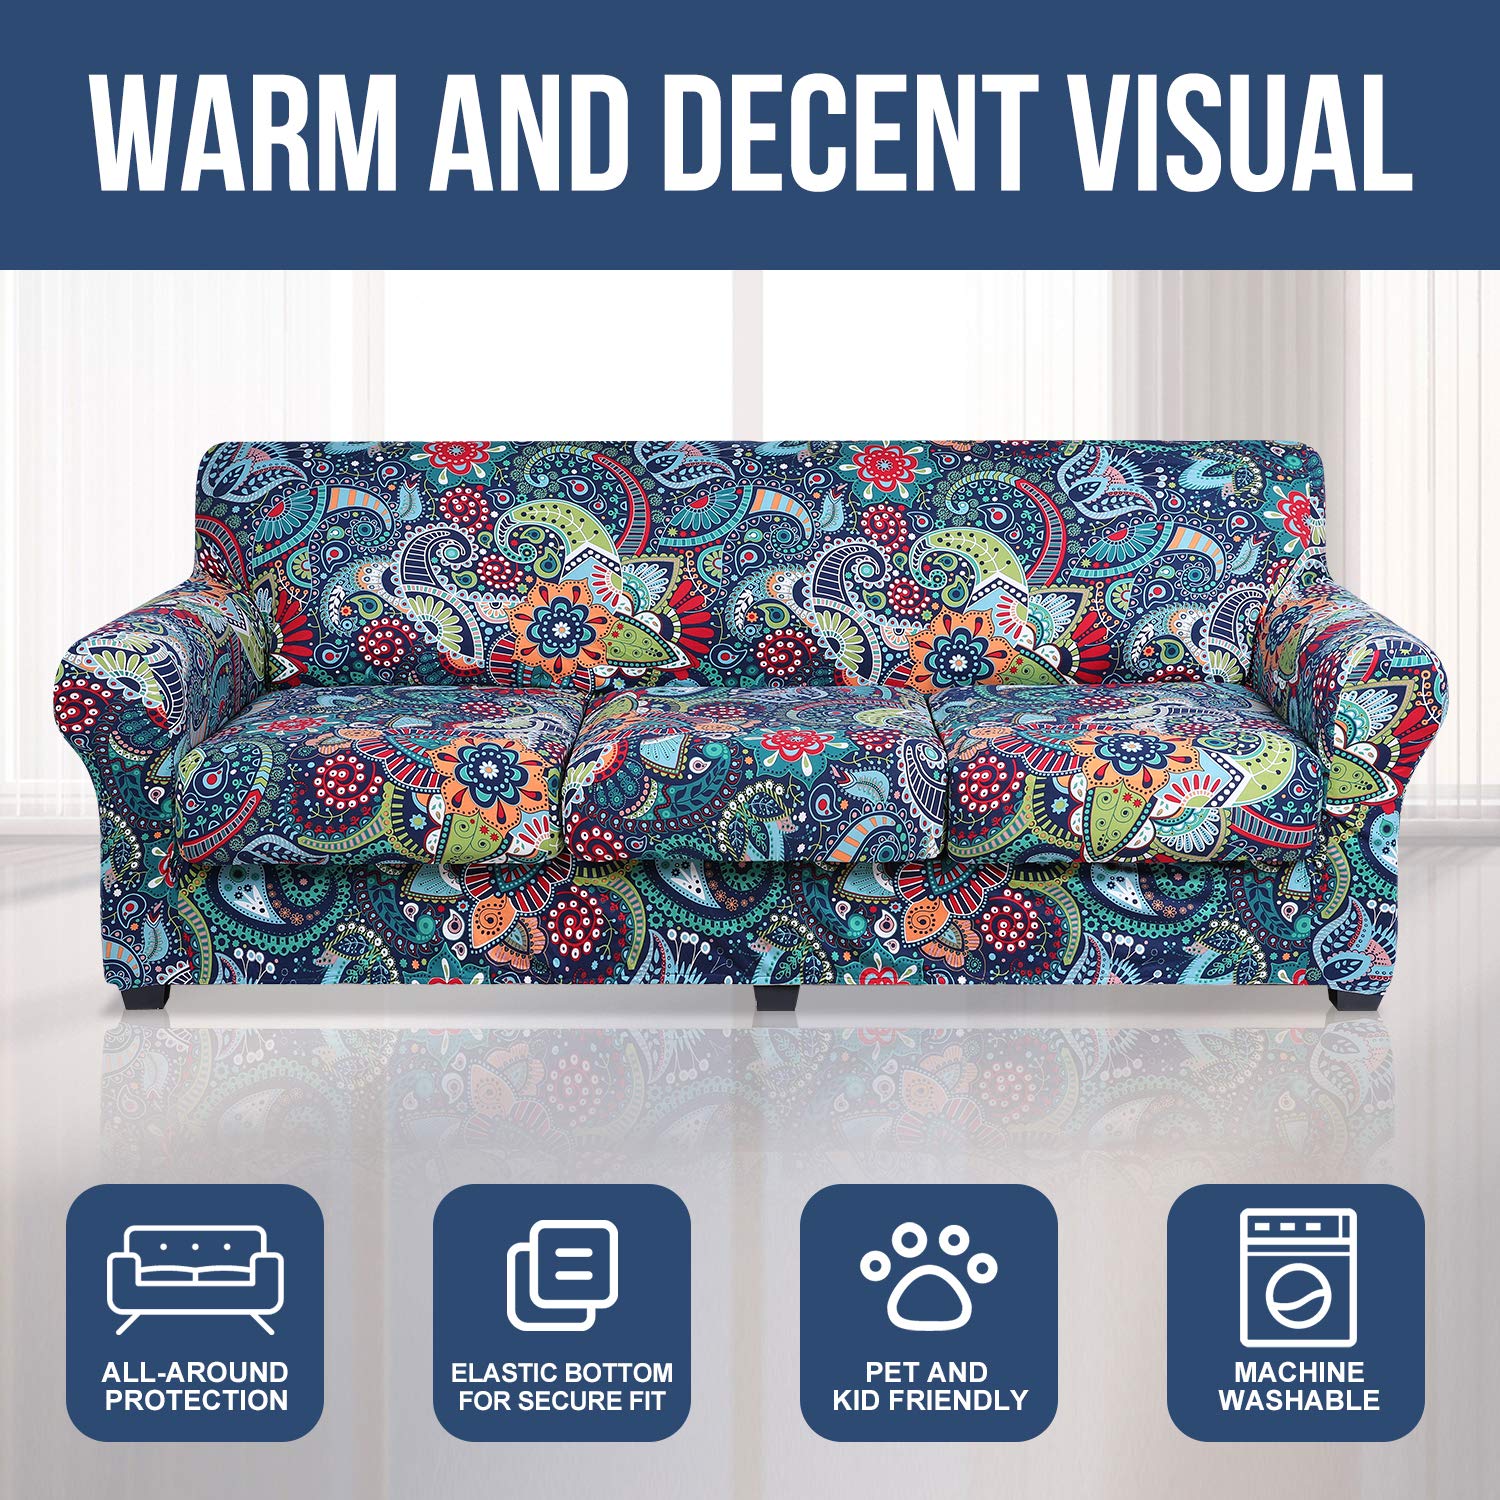 WARM AND DECENT VISUAL
ALL-AROUND
PROTECTION
ELASTIC BOTTOM
FOR SECURE FIT
PET AND
KID FRIENDLY
MACHINE
WASHABLE